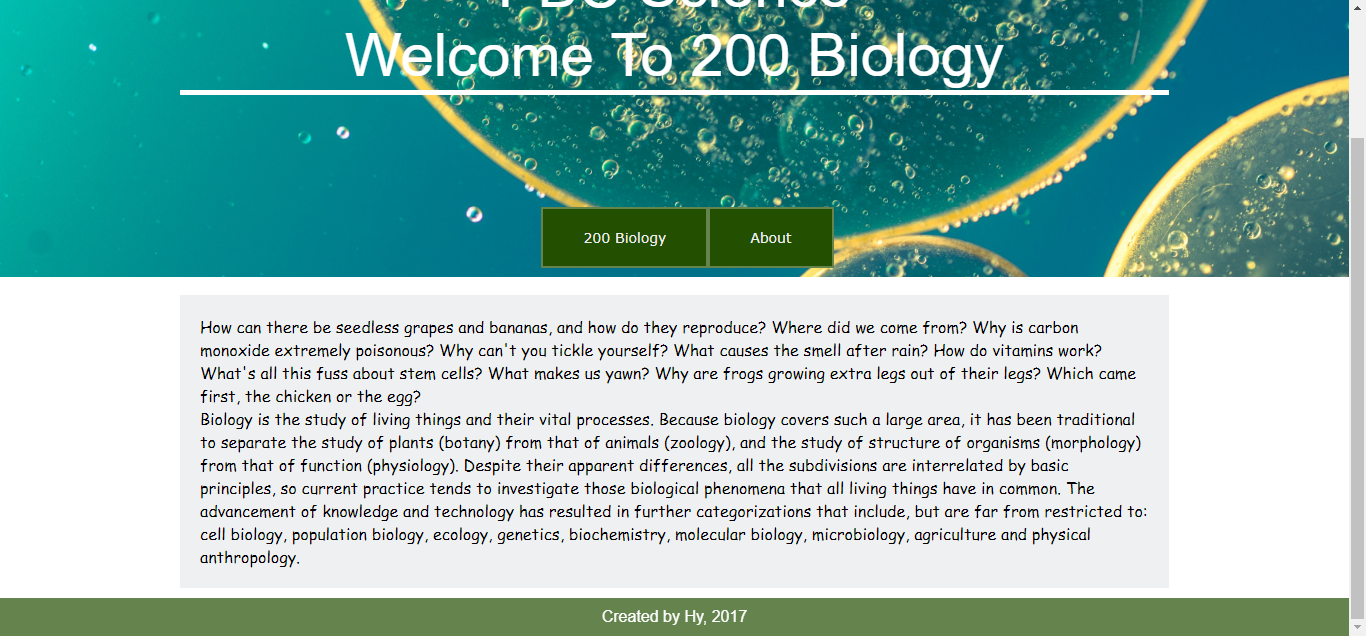 Science
Welcome To 200 Biology
200 Biology
About
How can there be seedless grapes and bananas, and how do they reproduce? Where did we come from? Why is carbon
monoxide extremely poisonous? Why can't you tickle yourself? What causes the smell after rain? How do vitamins work?
What's all this fuss about stem cells? What makes us yawn? Why are frogs growing extra legs out of their legs? Which came
first, the chicken or the egg?
Biology is the study of living things and their vital processes. Because biology covers such a large area, it has been traditional
to separate the study of plants (botany) from that of animals (zoology), and the study of structure of organisms (morphology)
from that of function (physiology). Despite their apparent differences, all the subdivisions are interrelated by basic
principles, so current practice tends to investigate those biological phenomena that all living things have in common. The
advancement of knowledge and technology has resulted in further categorizations that include, but are far from restricted to:
cell biology, population biology, ecology, genetics, biochemistry, molecular biology, microbiology, agriculture and physical
anthropology.
Created by Hy, 2017